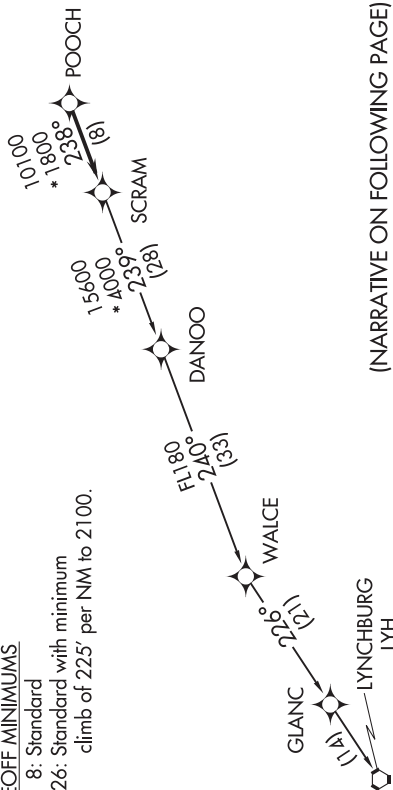 EOFF MINIMUMS
8: Standard
26: Standard with minimum
climb of 225' per NM to 2100.
POOCH
10100
*1800
238°
(8)
SCRAM
15600
*4000
239°
(28)
DANOO
FL180
240°
(33)
WALCE
226°
(21)
GLANC
(14)
LYNCHBURG
LYH
(NARRATIVE ON FOLLOWING PAGE)